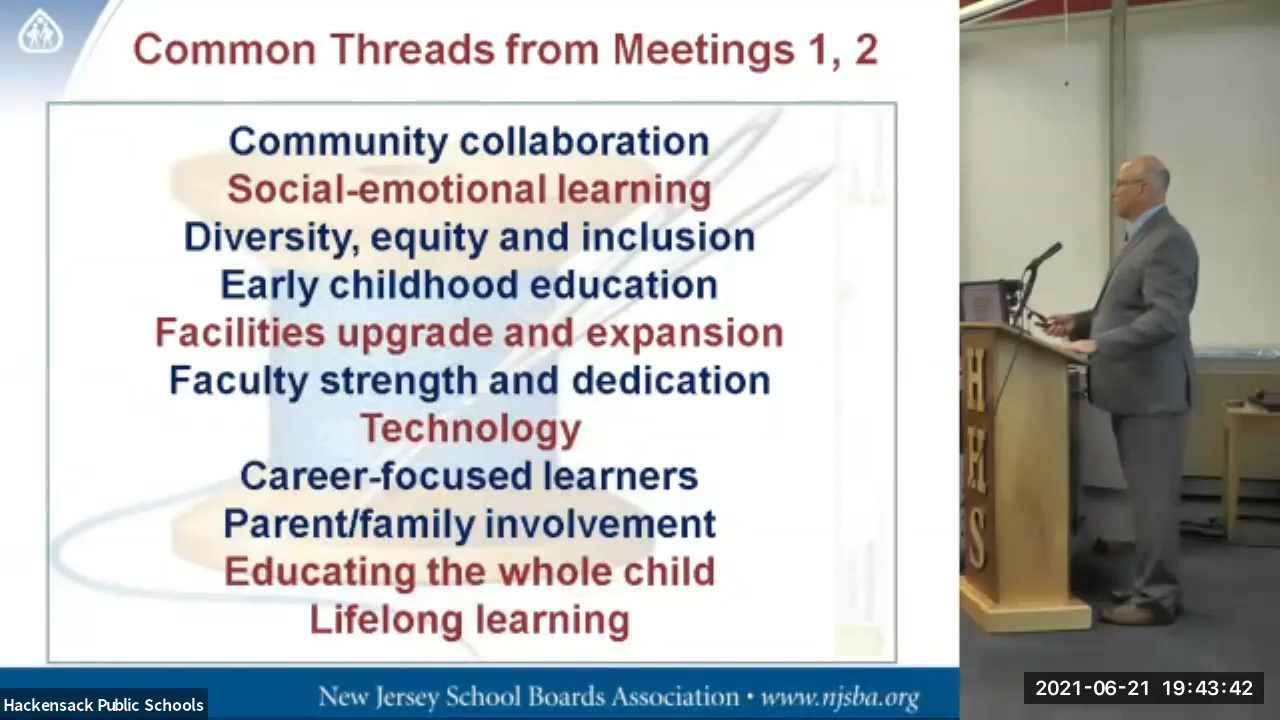 Common Threads from Meetings 1, 2
Community collaboration
Social-emotional learning
Diversity, equity and inclusion
Early childhood education
Facilities upgrade and expansion
Faculty strength and dedication
Technology
Career-focused learners
Parent/family involvement
Educating the whole child
Lifelong learning
New Jersey School Boards Association • www.njsba.org
Hackensack Public Schools
H
K
S
2021-06-21 19:43:42